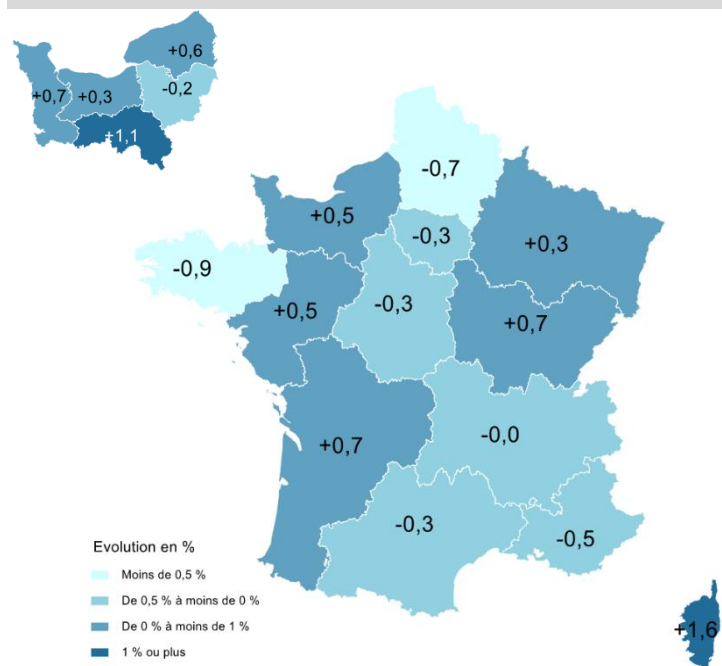 +0,6
+0,7 +0,3 -0,2
+1,1
-0,7
+0,5 -0,3 +0,3
-0,9
+0,5 -0,3 +0,7
+0,7 -0,0
-0,3 -0,5
+1,6
Evolution en %
Moins de 0,5 %
De 0,5 % à moins de 0 %
De 0 % à moins de 1 %
1 % ou plus